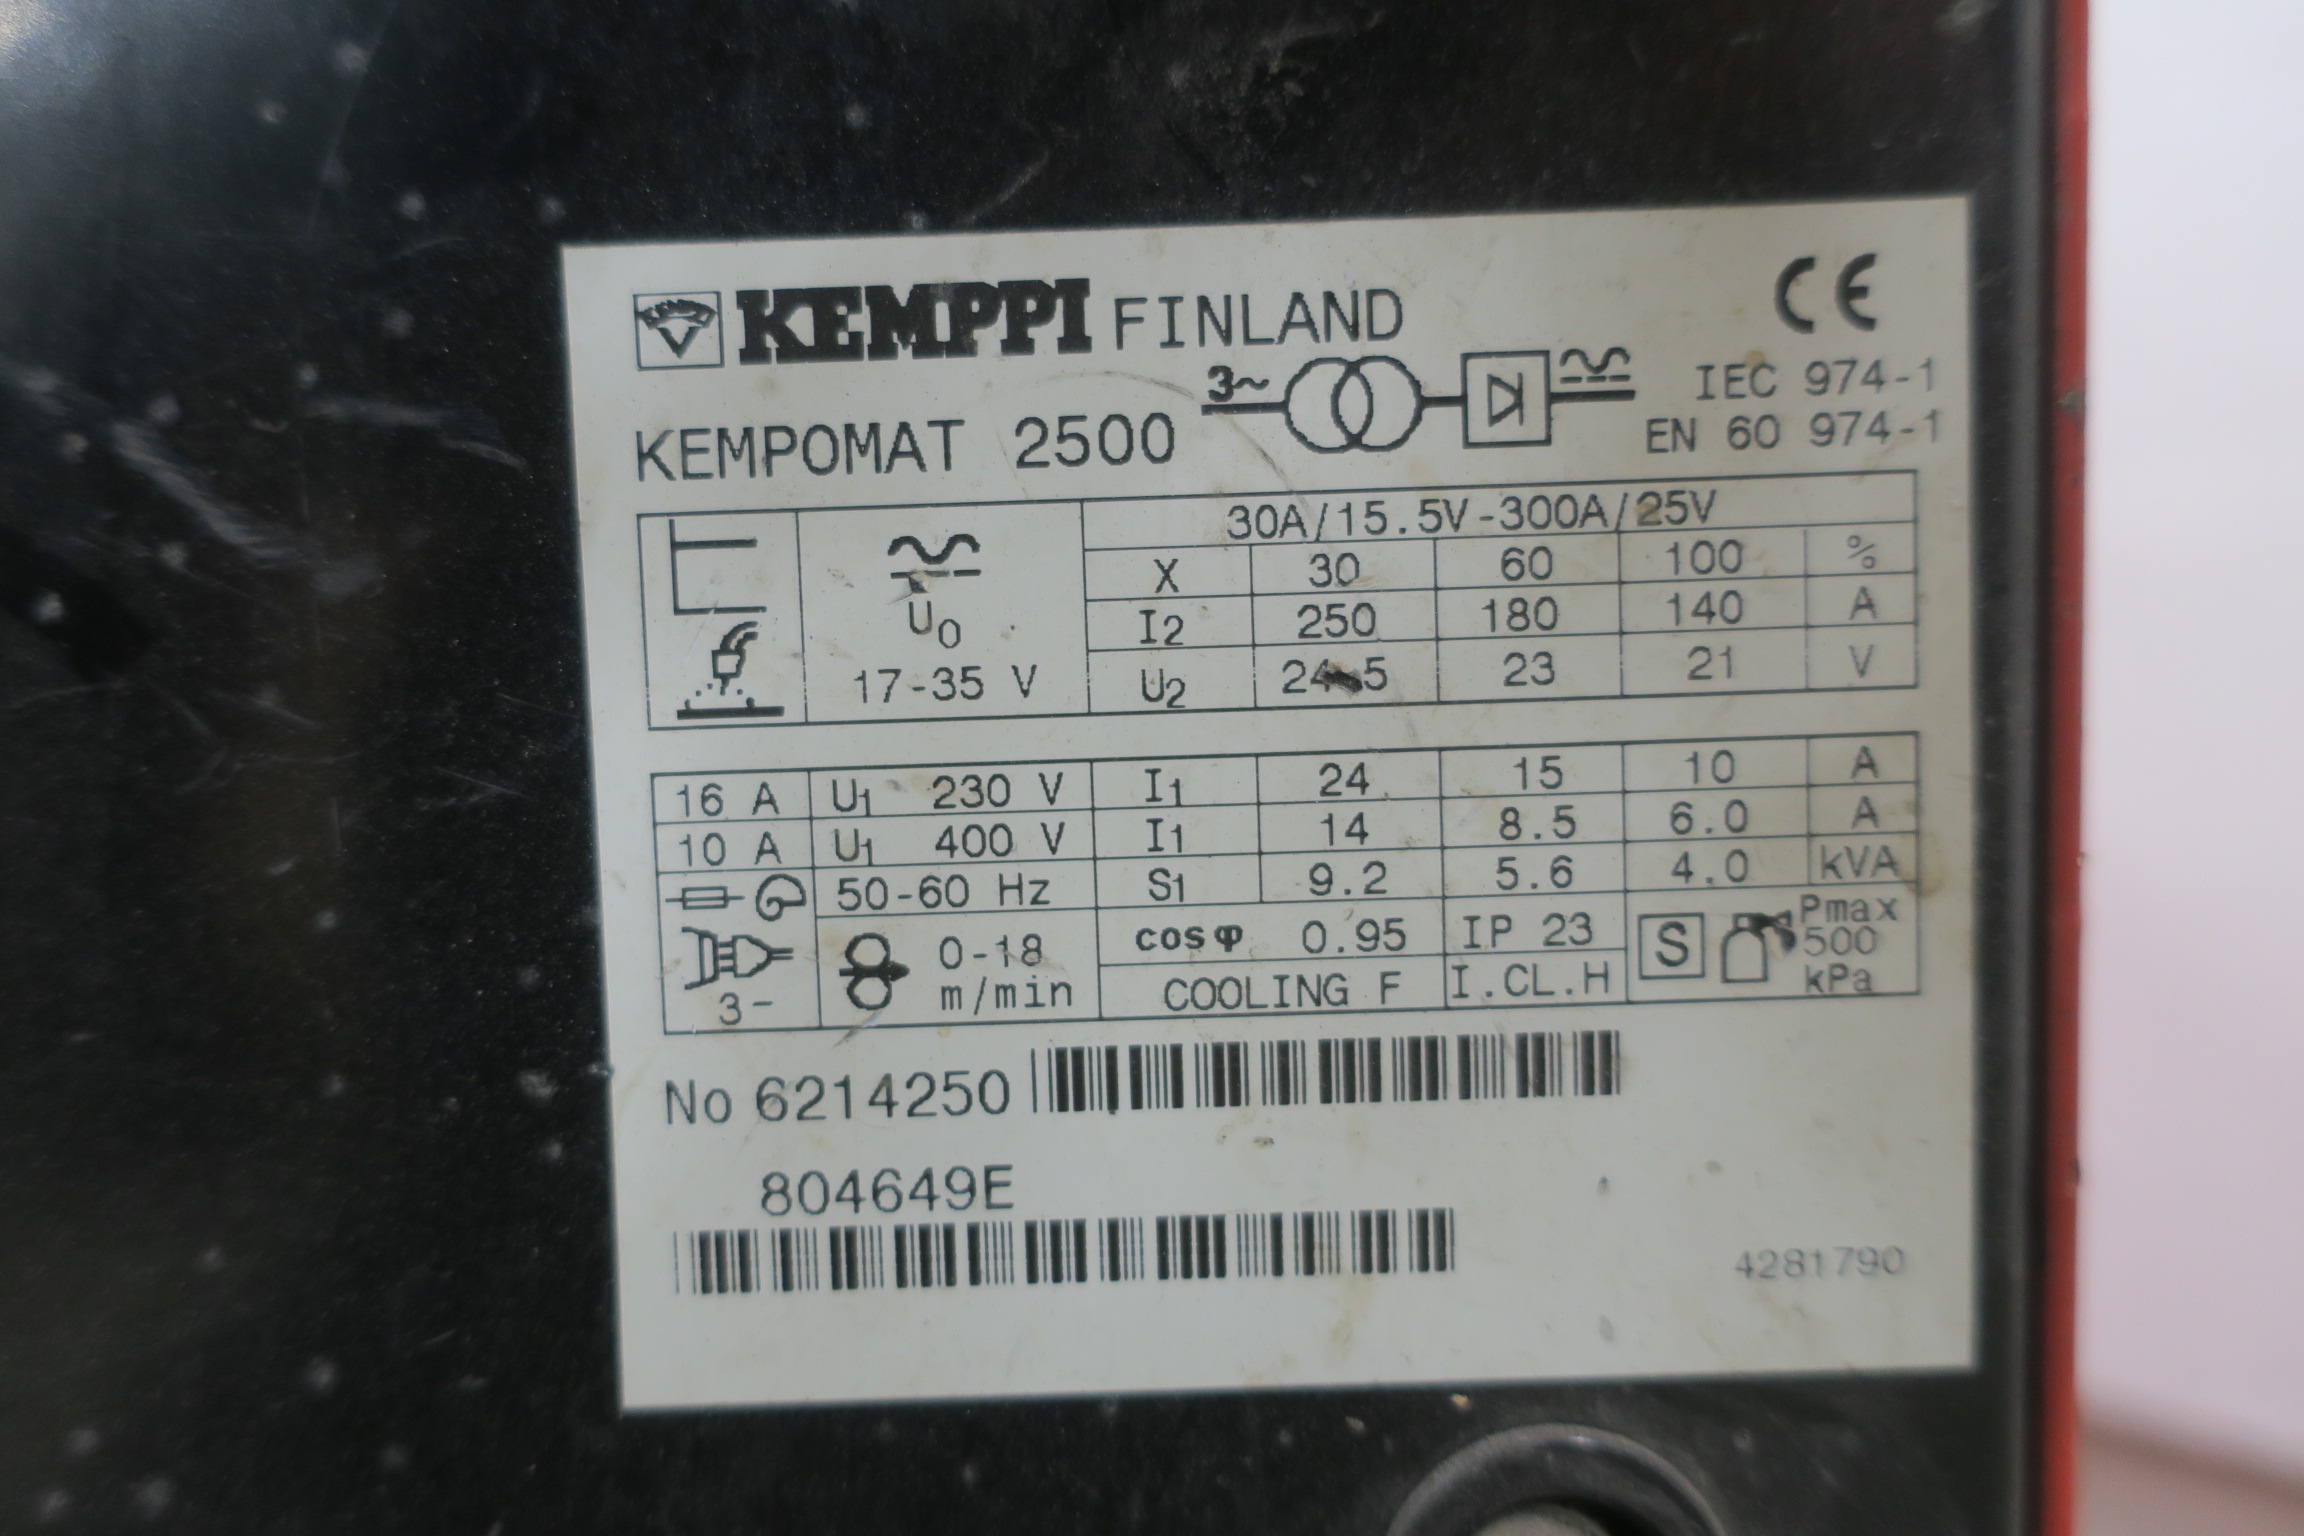 KEMPPI FINLAND
CE
3~
IEC 974-1
EN 60 974-1
KEMPOMAT 2500
30A/15.5V-300A/25V
X 30 60 100 %
U0
I2 250 180 140 A
17-35 V
U2 23 21 V
16 A U1 230 V I1 24 15 10 A
10 A U1 400 V I1 14 8.5 6.0 A
50-60 Hz S1 9.2 5.6 4.0 kVA
3~
0-18
m/min
cos φ 0.95 IP 23
COOLING F I.CL.H
S
Pmax
500
kPa
No 6214250
804649E
4281790